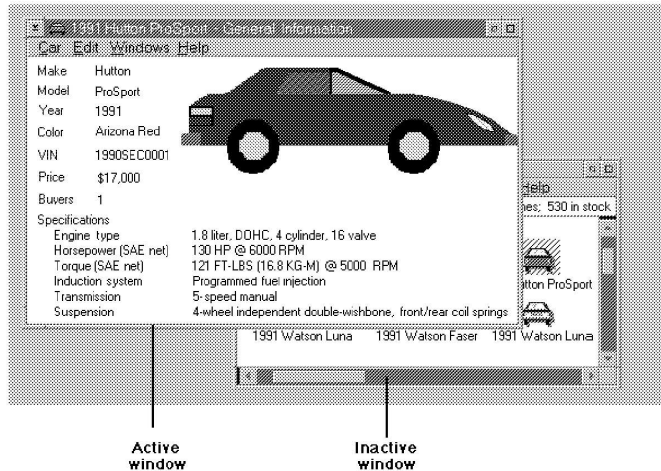 1991 Hutton ProSport - General Information
Car Edit Windows Help
Make Hutton
Model ProSport
Year 1991
Color Arizona Red
VIN 1990SEC0001
Price $17,000
Buyers 1
Specifications
Engine type 1.8 liter, DOHC, 4 cylinder, 16 valve
Horsepower (SAE net) 130 HP @ 6000 RPM
Torque (SAE net) 121 FT-LBS (16.8 KG-M) @ 5000 RPM
Induction system Programmed fuel injection
Transmission 5-speed manual
Suspension 4-wheel independent double-wishbone, front/rear coil springs
Help
nes; 530 in stock
tton ProSport
1991 Watson Luna 1991 Watson Faser 1991 Watson Luna
Active
window
Inactive
window